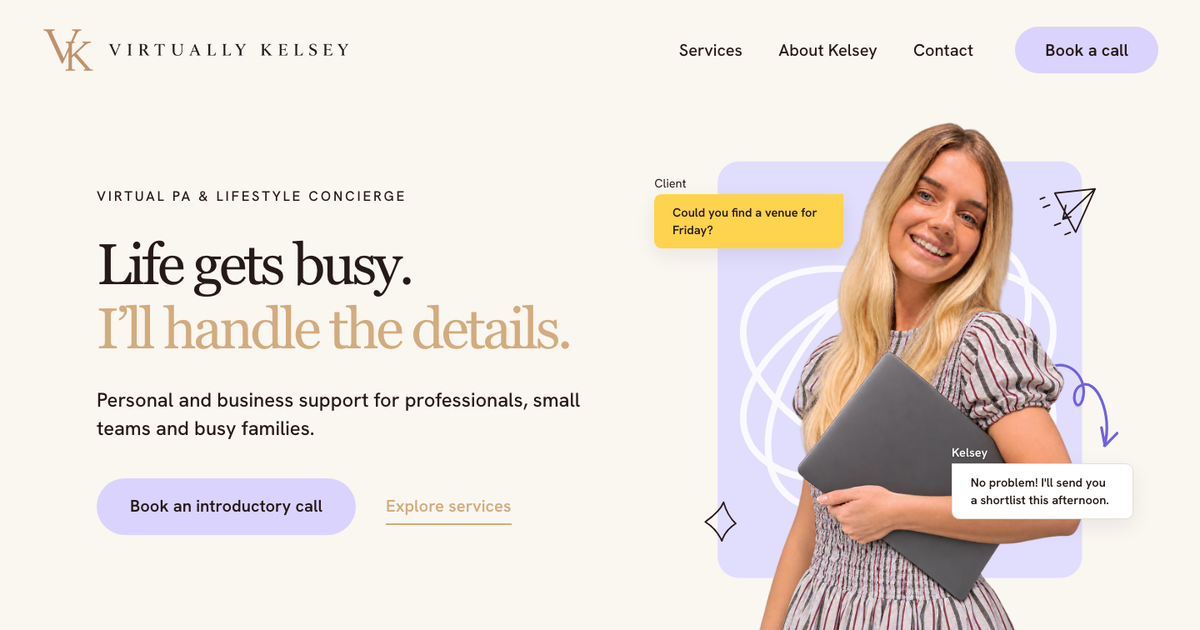 VK VIRTUALLY KELSEY
Services About Kelsey Contact Book a call
VIRTUAL PA & LIFESTYLE CONCIERGE
Life gets busy.
I'll handle the details.
Personal and business support for professionals, small
teams and busy families.
Book an introductory call Explore services
Client
Could you find a venue for
Friday?
Kelsey
No problem! I'll send you
a shortlist this afternoon.